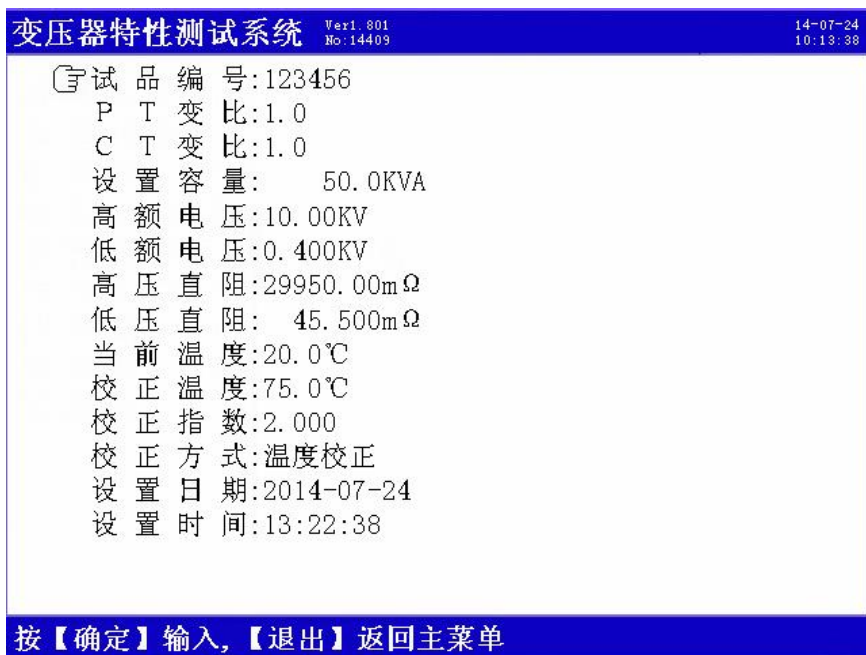 变压器特性测试系统 Ver1.801 No:14409 14-07-24 10:13:38
试品编号:123456
PT变比:1.0
CT变比:1.0
设置容量: 50.0KVA
高额电压:10.00KV
低额电压:0.400KV
高压直阻:29950.00mΩ
低压直阻: 45.500mΩ
当前温度:20.0℃
校正温度:75.0℃
校正指数:2.000
校正方式:温度校正
设置日期:2014-07-24
设置时间:13:22:38
按【确定】输入,【退出】返回主菜单